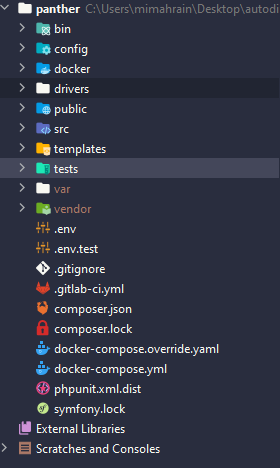 panther C:\Users\mimahrain\Desktop\autodi
bin
config
docker
drivers
public
src
templates
tests
var
vendor
.env
.env.test
.gitignore
.gitlab-ci.yml
composer.json
composer.lock
docker-compose.override.yaml
docker-compose.yml
phpunit.xml.dist
symfony.lock
External Libraries
Scratches and Consoles